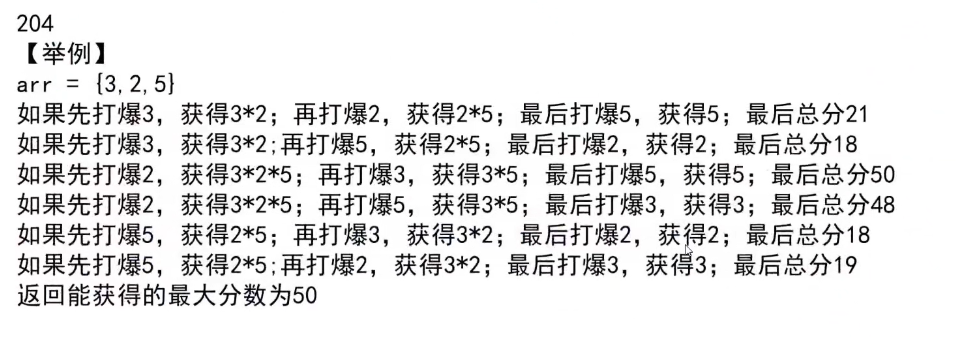 204
【举例】
arr = {3,2,5}
如果先打爆3，获得3*2；再打爆2，获得2*5；最后打爆5，获得5；最后总分21
如果先打爆3，获得3*2;再打爆5，获得2*5；最后打爆2，获得2；最后总分18
如果先打爆2，获得3*2*5；再打爆3，获得3*5；最后打爆5，获得5；最后总分50
如果先打爆2，获得3*2*5；再打爆5，获得3*5；最后打爆3，获得3；最后总分48
如果先打爆5，获得2*5；再打爆3，获得3*2；最后打爆2，获得2；最后总分18
如果先打爆5，获得2*5;再打爆2，获得3*2；最后打爆3，获得3；最后总分19
返回能获得的最大分数为50